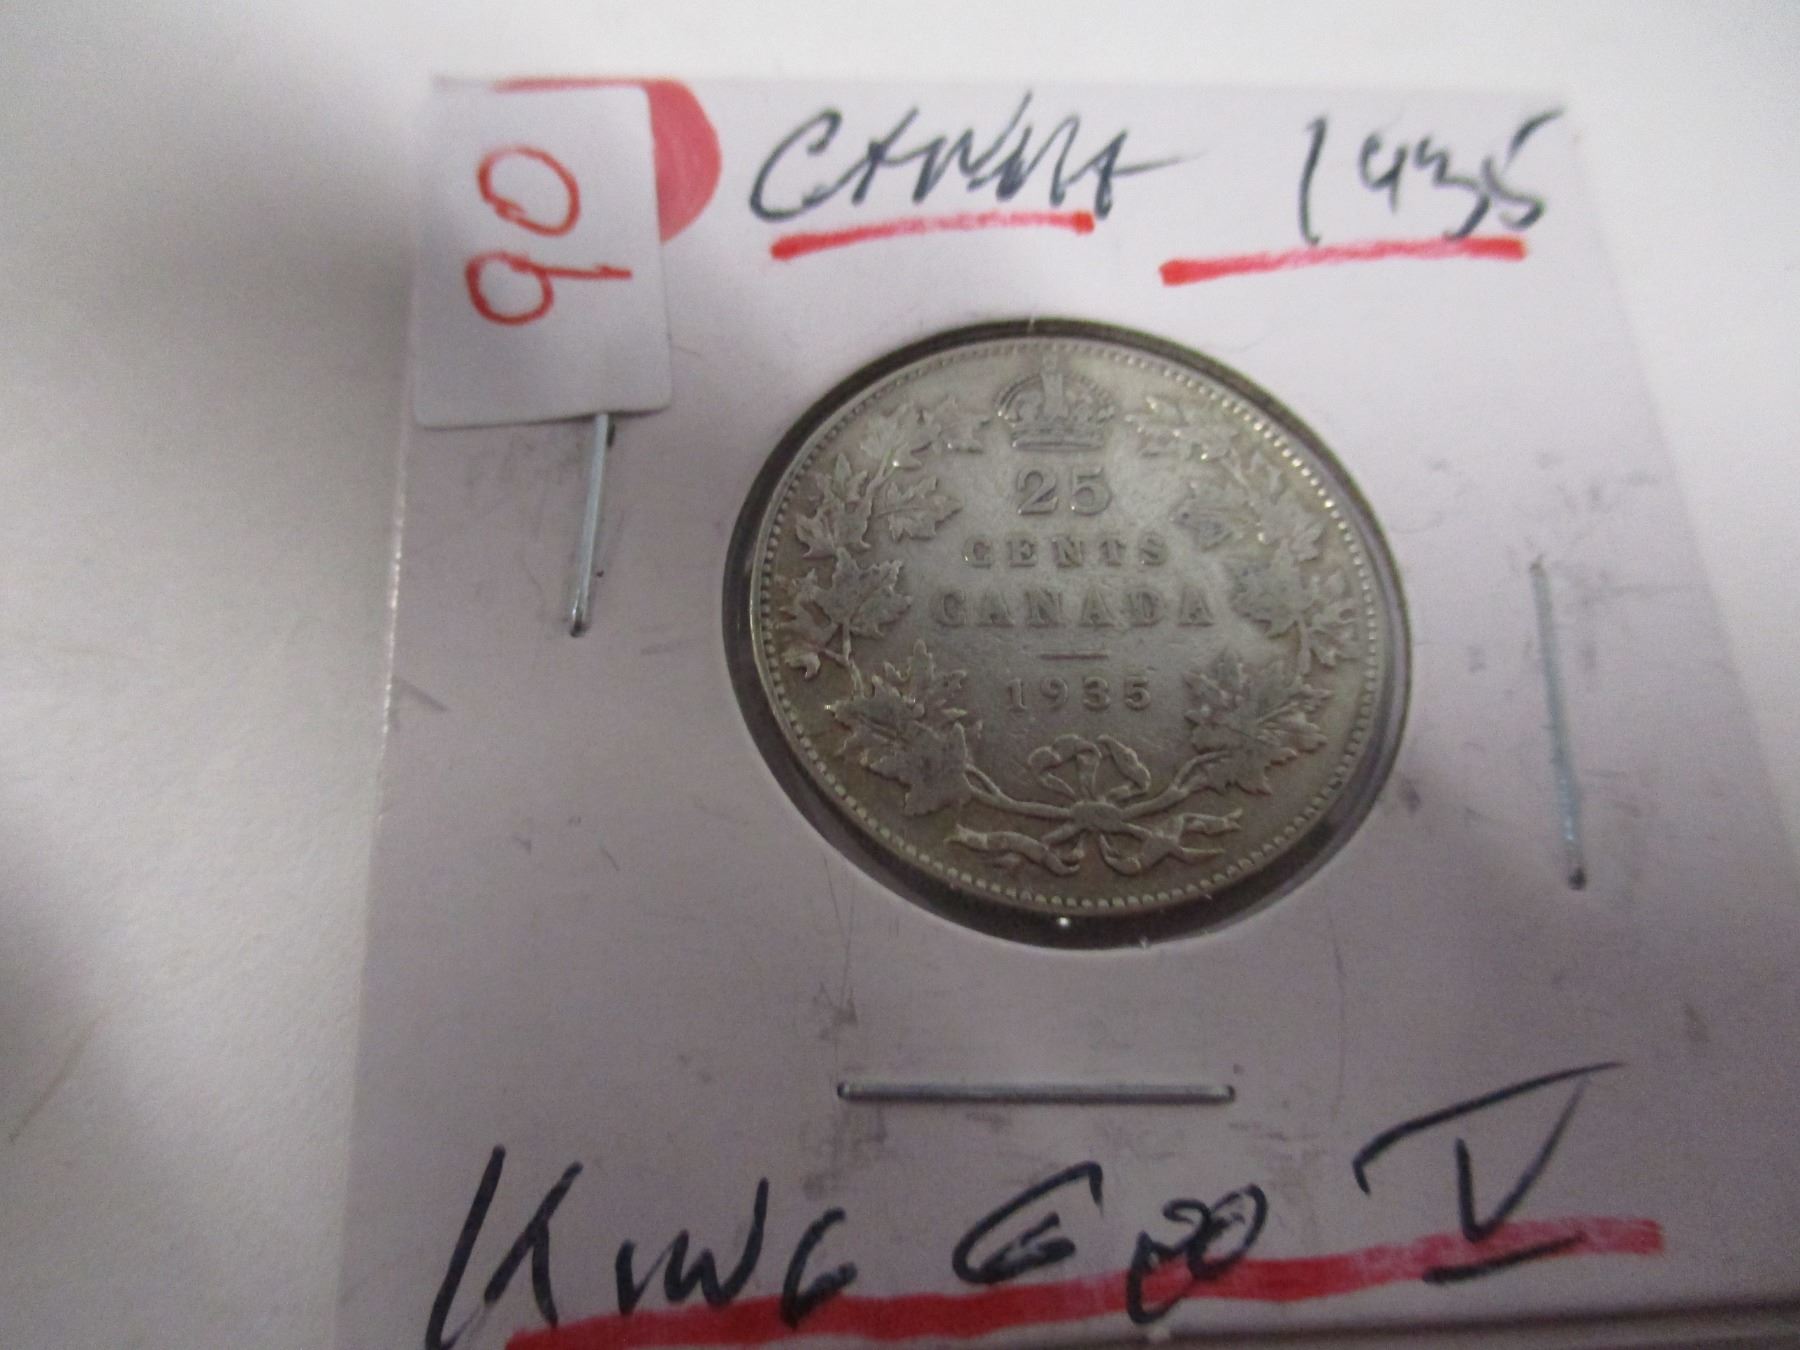 90
CANADA 1935
25
CENTS
CANADA
1935
KING GEO V